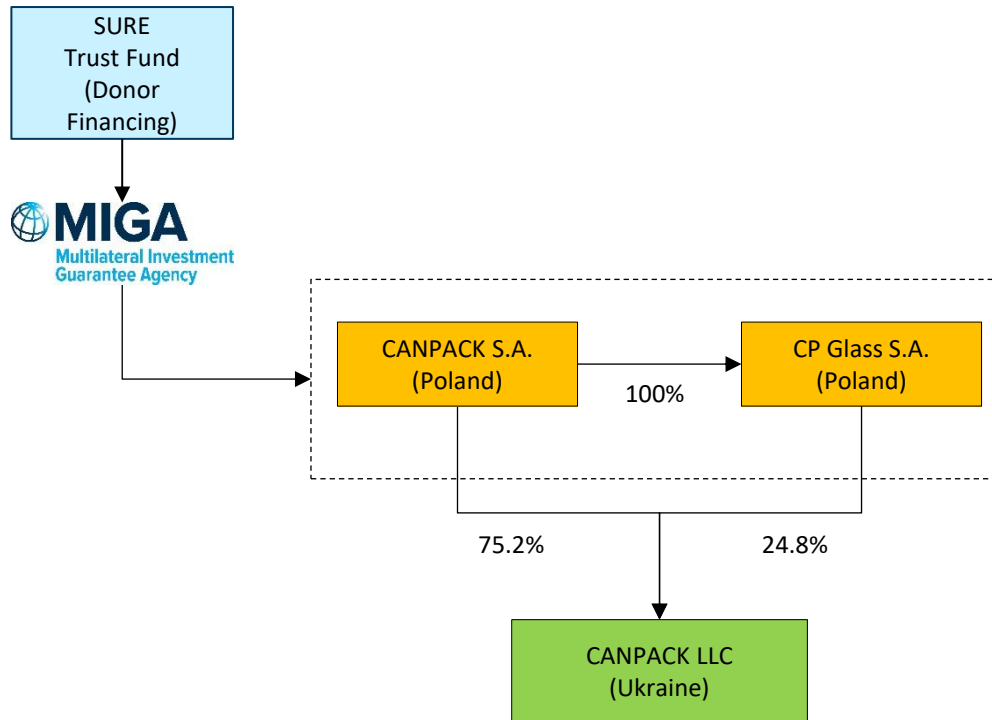 SURE
Trust Fund
(Donor
Financing)
MIGA
Multilateral Investment
Guarantee Agency
CANPACK S.A.
(Poland)
100%
CP Glass S.A.
(Poland)
75.2%
24.8%
CANPACK LLC
(Ukraine)